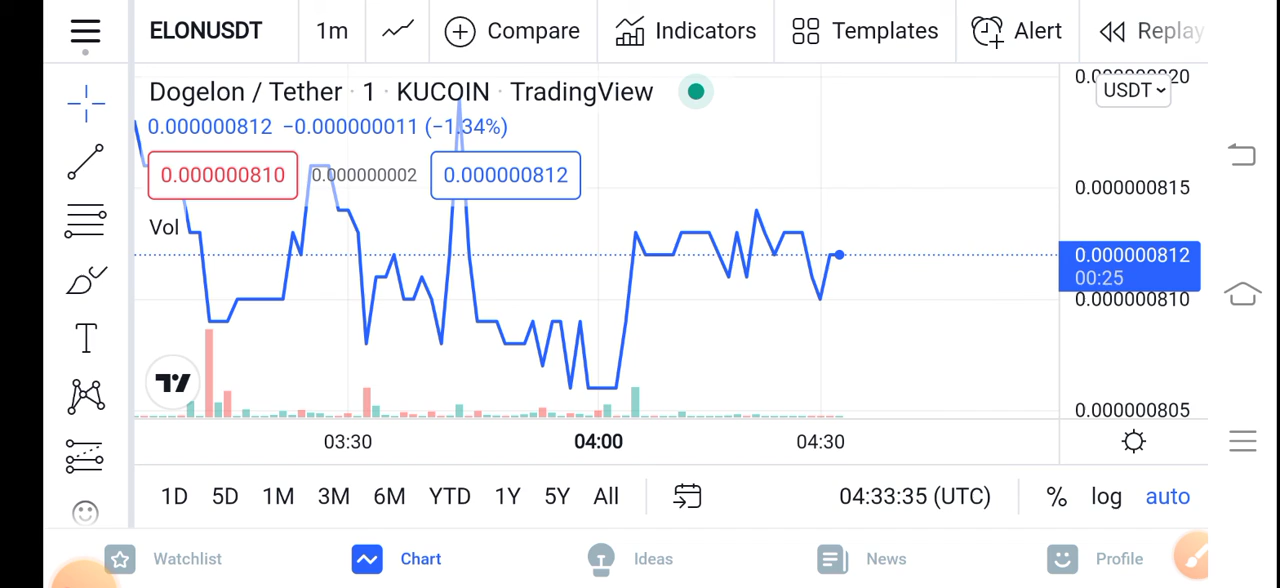 ELONUSDT 1m Compare Indicators Templates Alert Replay
Dogelon / Tether · 1 · KUCOIN · TradingView
0.000000812 −0.000000011 (−1.34%)
0.000000810 0.000000002 0.000000812
Vol
USDT
0.000000815
0.000000812
00:25
0.000000810
0.000000805
03:30 04:00 04:30
1D 5D 1M 3M 6M YTD 1Y 5Y All 04:33:35 (UTC) % log auto
Watchlist Chart Ideas News Profile